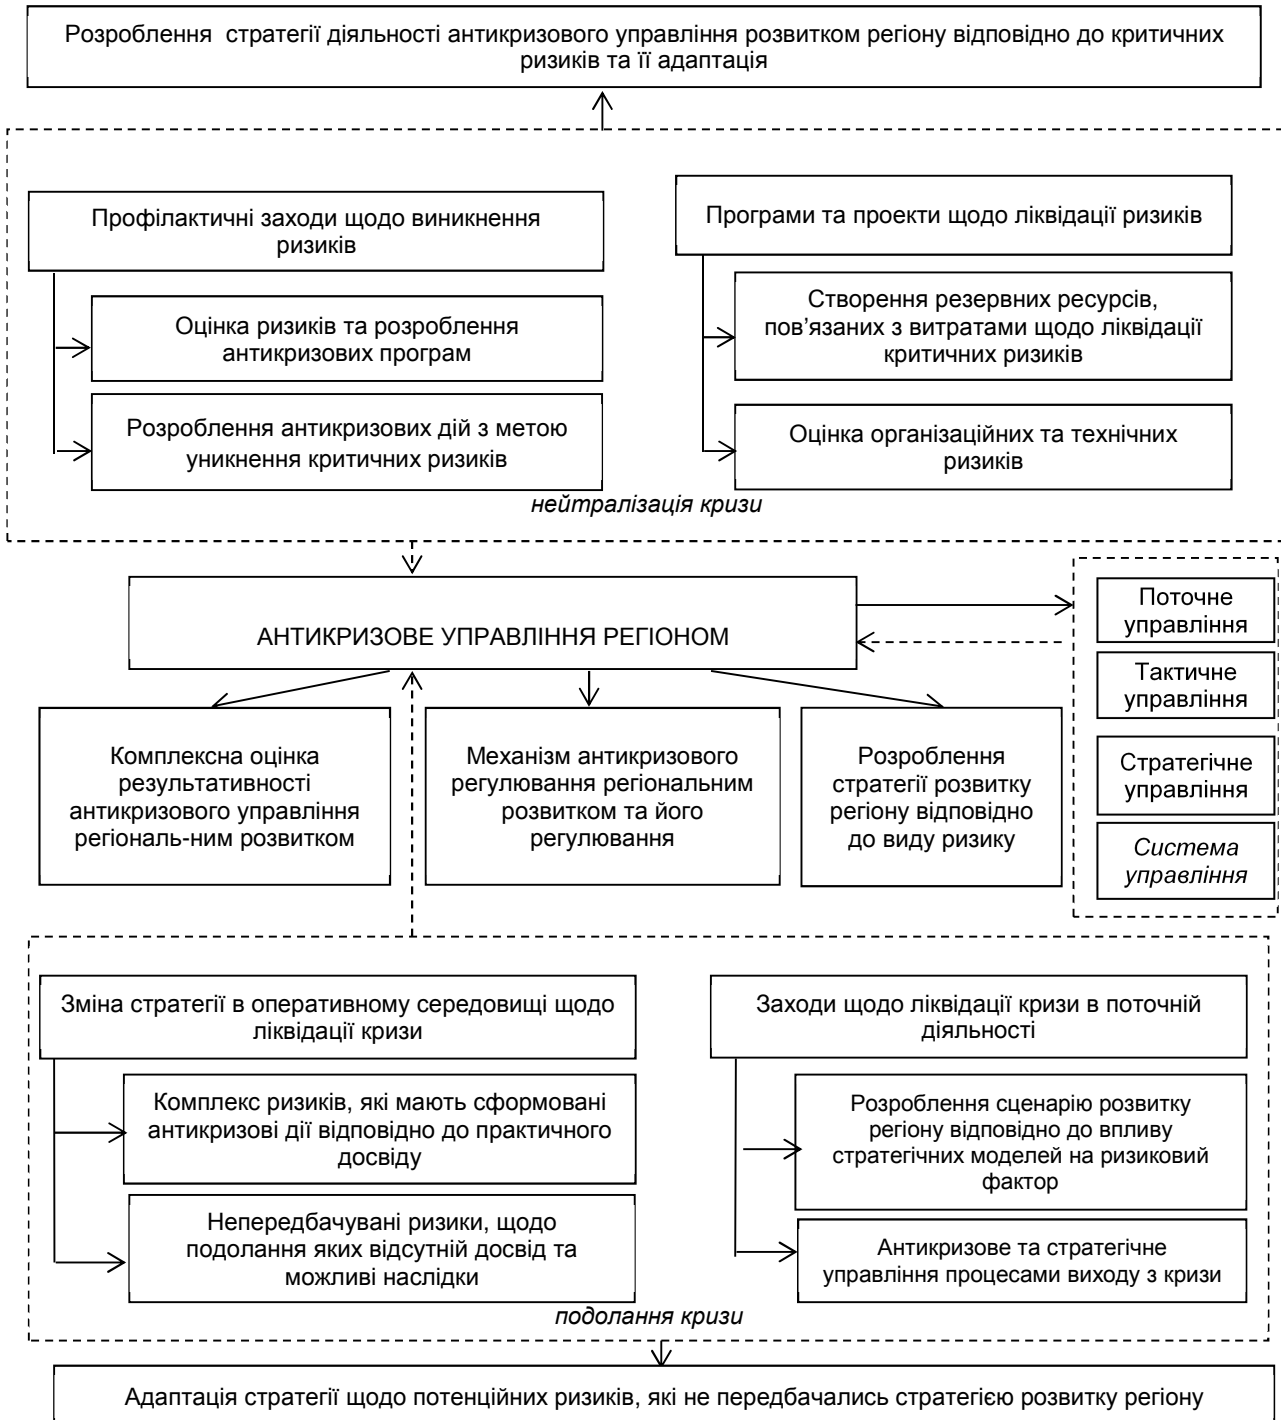 Розроблення стратегії діяльності антикризового управління розвитком регіону відповідно до критичних
ризиків та її адаптація
Профілактичні заходи щодо виникнення
ризиків
Оцінка ризиків та розроблення
антикризових програм
Розроблення антикризових дій з метою
уникнення критичних ризиків
Програми та проекти щодо ліквідації ризиків
Створення резервних ресурсів,
пов’язаних з витратами щодо ліквідації
критичних ризиків
Оцінка організаційних та технічних
ризиків
нейтралізація кризи
АНТИКРИЗОВЕ УПРАВЛІННЯ РЕГІОНОМ
Поточне
управління
Тактичне
управління
Стратегічне
управління
Система
управління
Комплексна оцінка
результативності
антикризового управління
регіональ-ним розвитком
Механізм антикризового
регулювання регіональним
розвитком та його
регулювання
Розроблення
стратегії розвитку
регіону відповідно
до виду ризику
Зміна стратегії в оперативному середовищі щодо
ліквідації кризи
Комплекс ризиків, які мають сформовані
антикризові дії відповідно до практичного
досвіду
Непередбачувані ризики, щодо
подолання яких відсутній досвід та
можливі наслідки
Заходи щодо ліквідації кризи в поточній
діяльності
Розроблення сценарію розвитку
регіону відповідно до впливу
стратегічних моделей на ризиковий
фактор
Антикризове та стратегічне
управління процесами виходу з кризи
подолання кризи
Адаптація стратегії щодо потенційних ризиків, які не передбачались стратегією розвитку регіону